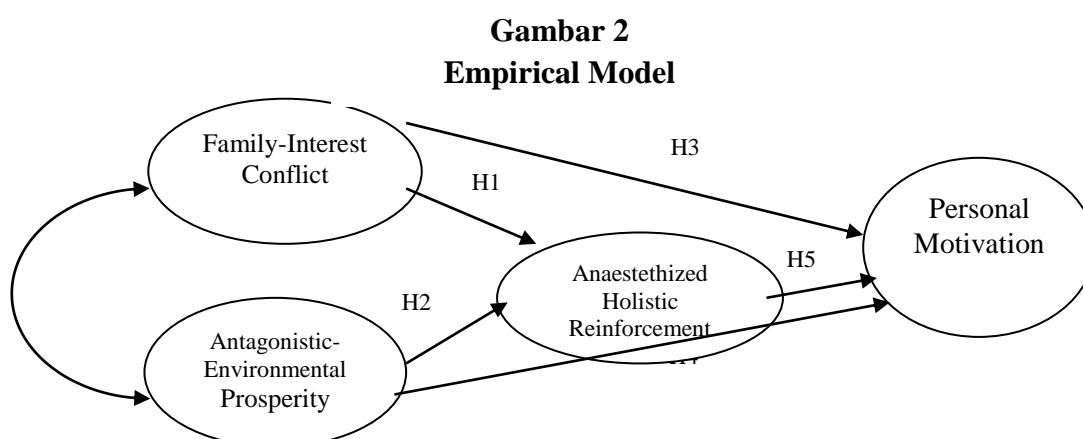 Gambar 2
Empirical Model
Family-Interest
Conflict
H3
H1
Personal
Motivation
Anaestethized
Holistic
Reinforcement
H5
H2
Antagonistic-
Environmental
Prosperity